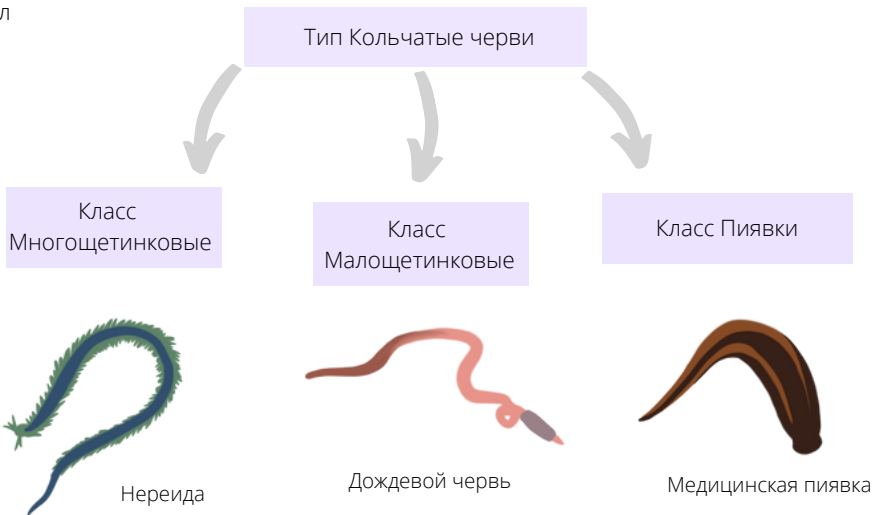 л
Тип Кольчатые черви
Класс
Многощетинковые
Класс
Малощетинковые
Класс Пиявки
Нереида
Дождевой червь
Медицинская пиявка